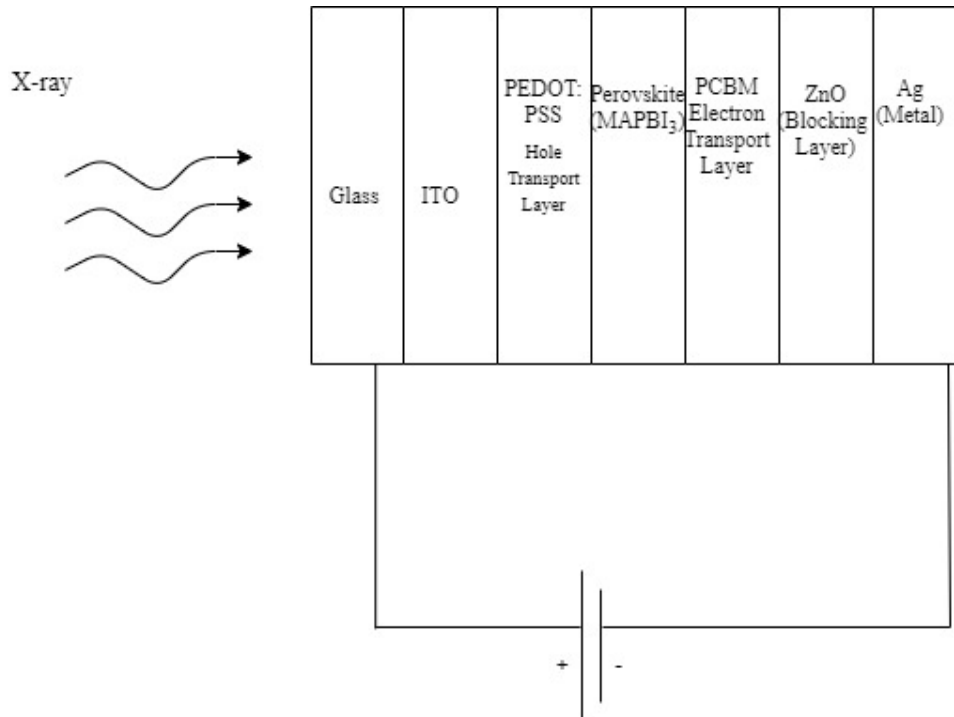 X-ray
Glass
ITO
PEDOT:
PSS
Hole
Transport
Layer
Perovskite
(MAPBI₃)
PCBM
Electron
Transport
Layer
ZnO
(Blocking
Layer)
Ag
(Metal)
+
-